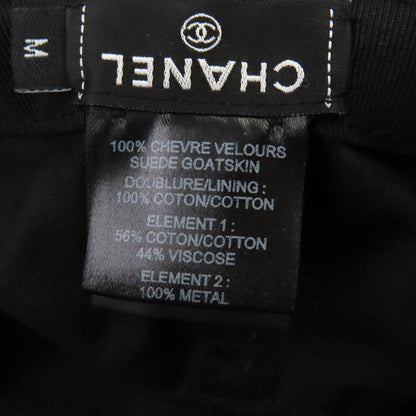 CHANEL
M
100% CHEVRE VELOURS
SUEDE GOATSKIN
DOUBLURE/LINING :
100% COTON/COTTON
ELEMENT 1 :
56% COTON/COTTON
44% VISCOSE
ELEMENT 2 :
100% METAL